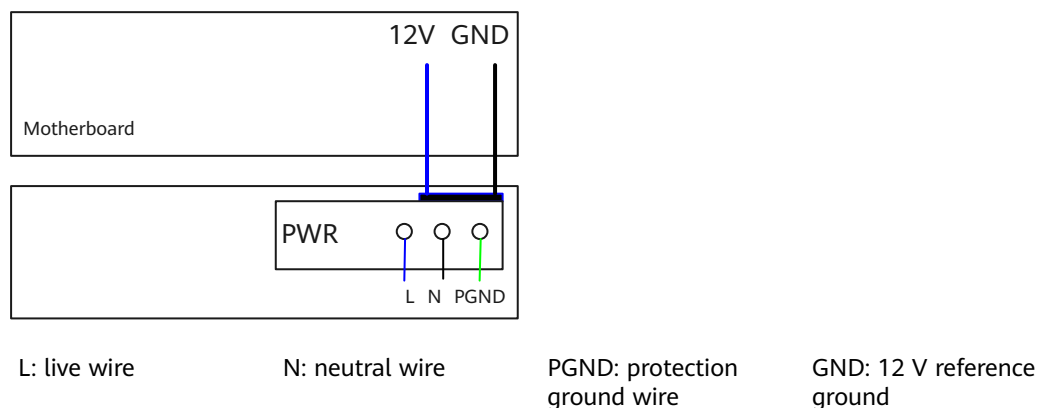 12V GND
Motherboard
PWR
L N PGND
L: live wire
N: neutral wire
PGND: protection
ground wire
GND: 12 V reference
ground